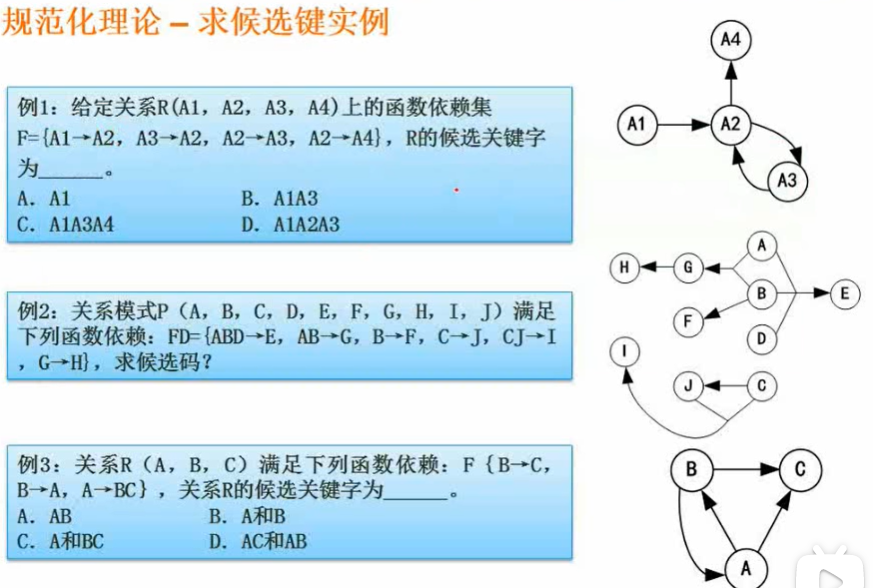 规范化理论 – 求候选键实例
例1：给定关系R(A1, A2, A3, A4)上的函数依赖集
F={A1→A2, A3→A2, A2→A3, A2→A4}，R的候选关键字
为______。
A. A1 B. A1A3
C. A1A3A4 D. A1A2A3
A4
A1
A2
A3
例2：关系模式P（A, B, C, D, E, F, G, H, I, J）满足
下列函数依赖：FD={ABD→E, AB→G, B→F, C→J, CJ→I
, G→H}，求候选码？
A
H
G
B
E
F
D
I
J
C
例3：关系R（A, B, C）满足下列函数依赖：F｛B→C，
B→A, A→BC｝，关系R的候选关键字为______。
A. AB B. A和B
C. A和BC D. AC和AB
B
C
A